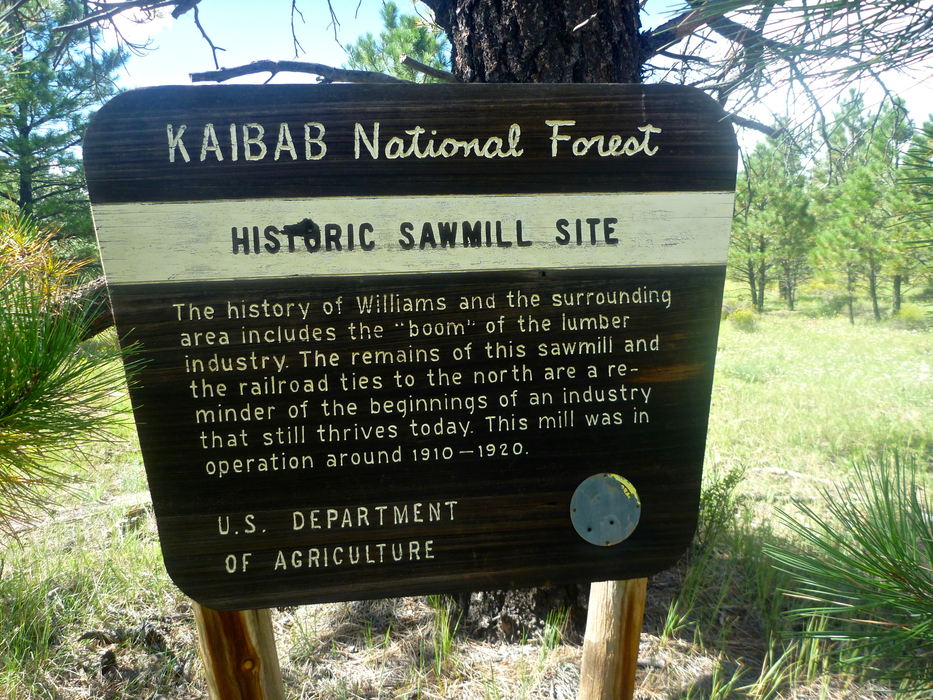 KAIBAB National Forest
HISTORIC SAWMILL SITE
The history of Williams and the surrounding
area includes the "boom" of the lumber
industry. The remains of this sawmill and
the railroad ties to the north are a re-
minder of the beginnings of an industry
that still thrives today. This mill was in
operation around 1910-1920.
U.S. DEPARTMENT
OF AGRICULTURE